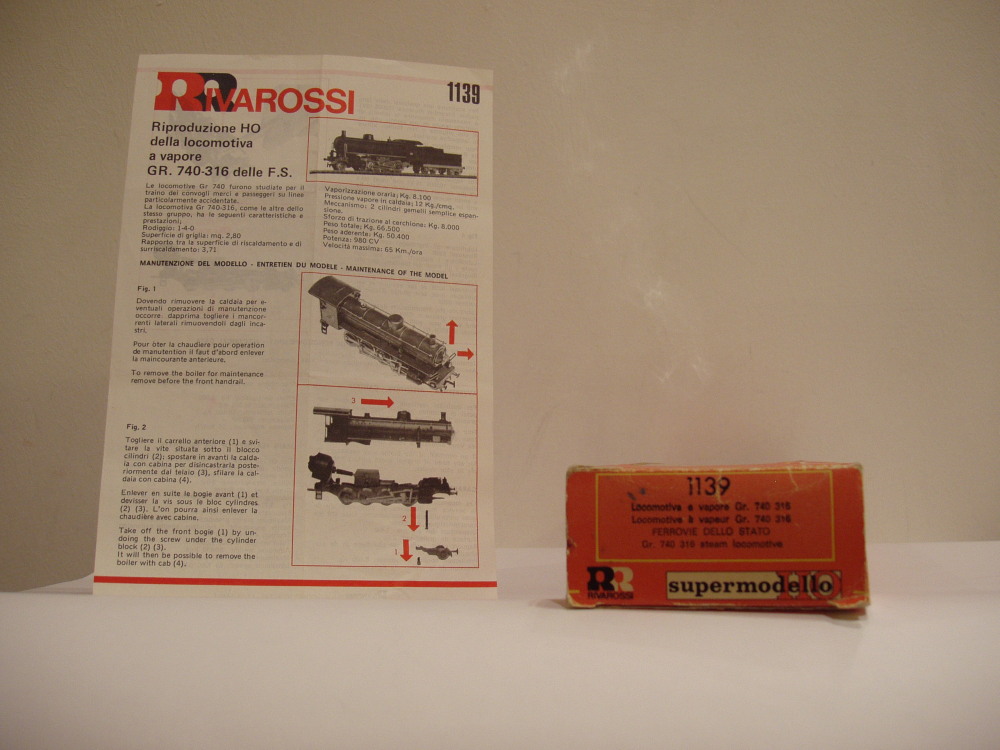 RIVAROSSI
1139
Riproduzione HO
della locomotiva
a vapore
GR. 740-316 delle F.S.
Le locomotive Gr 740 furono studiate per il
traino dei convogli merci e passeggeri su linee
particolarmente accidentate.
La locomotiva Gr 740-316, come le altre dello
stesso gruppo, ha le seguenti caratteristiche e
prestazioni:
Rodiggio: 1-4-0
Superficie di griglia: mq. 2,80
Rapporto tra la superficie di riscaldamento e di
surriscaldamento: 3,71
Vaporizzazione oraria: Kg. 8.100
Pressione vapore in caldaia: 12 Kg./cmq.
Meccanismo: 2 cilindri gemelli semplice espan-
sione.
Sforzo di trazione al cerchione: Kg. 8.000
Peso totale: Kg. 66.500
Peso aderente: Kg. 50.400
Potenza: 980 CV
Velocità massima: 65 Km./ora
MANUTENZIONE DEL MODELLO - ENTRETIEN DU MODELE - MAINTENANCE OF THE MODEL
Fig. 1
Dovendo rimuovere la caldaia per e-
ventuali operazioni di manutenzione
occorre dapprima togliere i mancor-
renti laterali rimuovendoli dagli inca-
stri.
Pour òter la chaudiere pour operation
de manutention il faut d'abord enlever
la maincourante anterieure.
To remove the boiler for maintenance
remove before the front handrail.
Fig. 2
Togliere il carrello anteriore (1) e svi-
tare la vite situata sotto il blocco
cilindri (2); spostare in avanti la calda-
ia con cabina per disincastrarla poste-
riormente dal telaio (3), sfilare la cal-
daia con cabina (4).
Enlever en suite le bogie avant (1) et
devisser la vis sous le bloc cylindres
(2) (3). L'on pourra ainsi enlever la
chaudière avec cabine.
Take off the front bogie (1) by un-
doing the screw under the cylinder
block (2) (3).
It will then be possible to remove the
boiler with cab (4).
3
2
1
1139
Locomotiva a vapore Gr. 740 316
Locomotive à vapeur Gr. 740 316
FERROVIE DELLO STATO
Gr. 740 316 steam locomotive
RR
RIVAROSSI
supermodello
HO